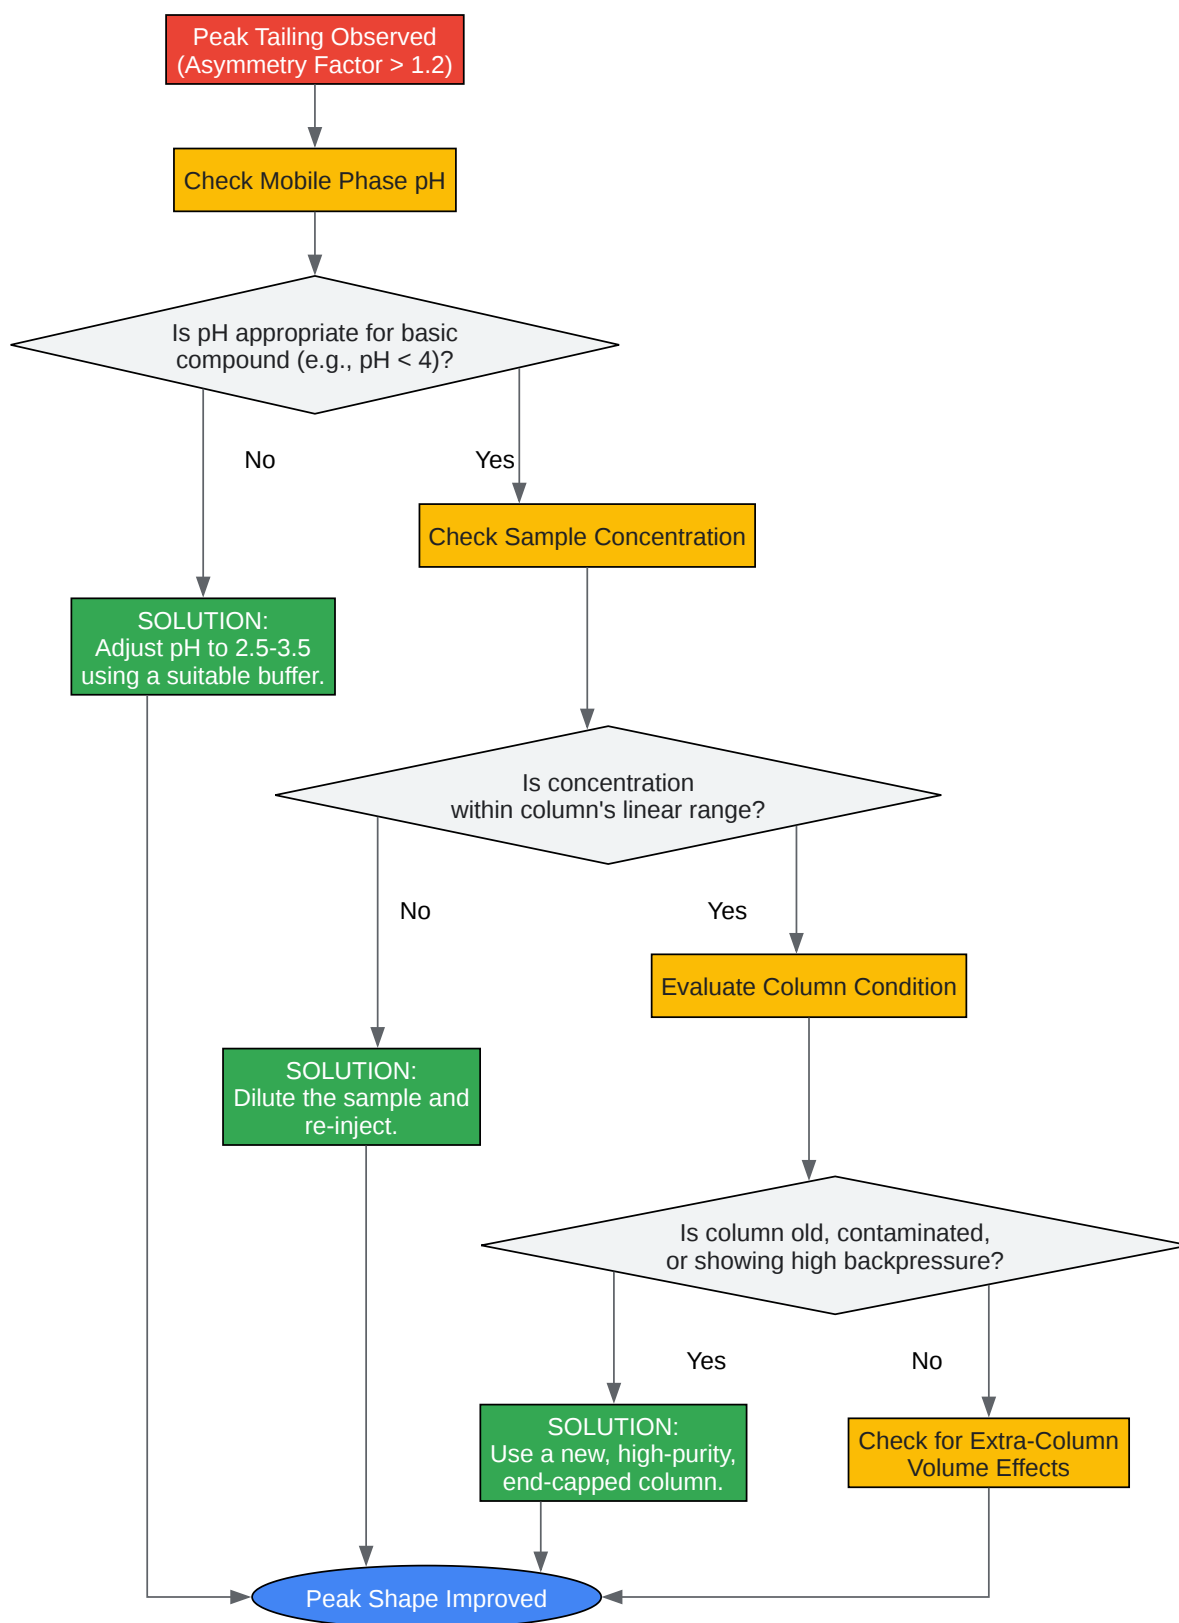 Peak Tailing Observed
(Asymmetry Factor > 1.2)
Check Mobile Phase pH
Is pH appropriate for basic
compound (e.g., pH < 4)?
No
Yes
Check Sample Concentration
SOLUTION:
Adjust pH to 2.5-3.5
using a suitable buffer.
Is concentration
within column's linear range?
No
Yes
Evaluate Column Condition
SOLUTION:
Dilute the sample and
re-inject.
Is column old, contaminated,
or showing high backpressure?
Yes
No
SOLUTION:
Use a new, high-purity,
end-capped column.
Check for Extra-Column
Volume Effects
Peak Shape Improved